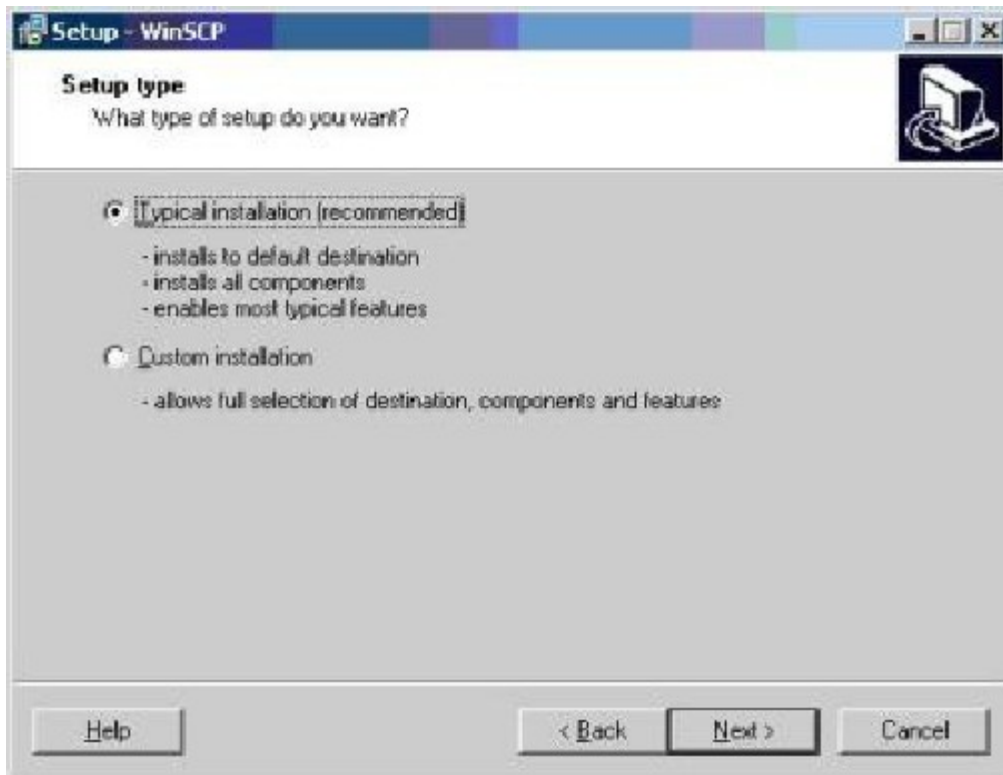 Setup - WinSCP
Setup type
What type of setup do you want?
Typical installation (recommended)
- installs to default destination
- installs all components
- enables most typical features
Custom installation
- allows full selection of destination, components and features
Help
< Back
Next >
Cancel